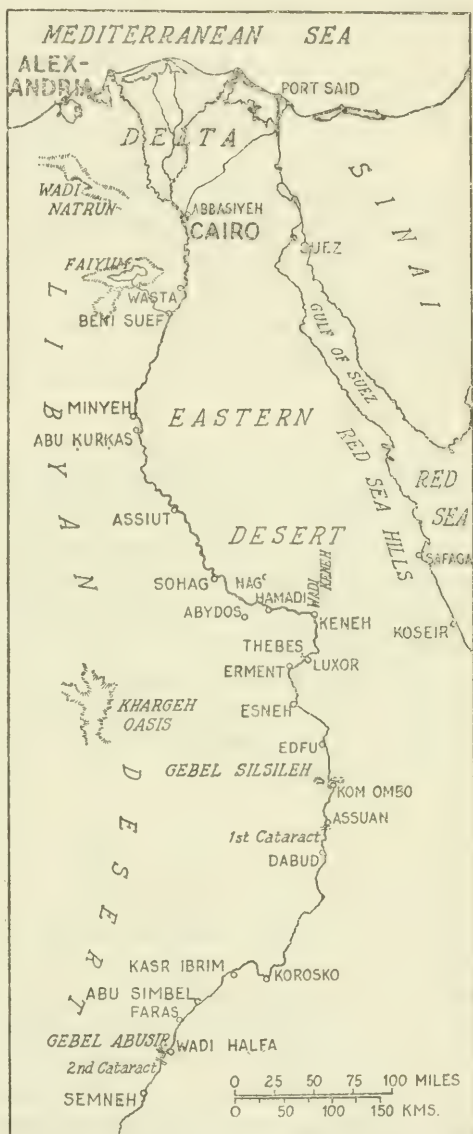 MEDITERRANEAN SEA
ALEX-
ANDRIA
PORT SAID
DELTA
SINAI
WADI
NATRUN
ABBASIYEH
CAIRO
SUEZ
FAIYUM
WASTA
BENI SUEF
GULF OF SUEZ
LIBYAN
DESERT
MINYEH
ABU KURKAS
EASTERN
DESERT
RED SEA HILLS
RED
SEA
ASSIUT
SAFAGA
SOHAG
NAGʿ
HAMADI
WADI
KENEH
ABYDOS
KENEH
KOSEIR
THEBES
LUXOR
ERMENT
KHARGEH
OASIS
ESNEH
EDFU
GEBEL SILSILEH
KOM OMBO
ASSUAN
1st Cataract
DABUD
KASR IBRIM
KOROSKO
ABU SIMBEL
FARAS
GEBEL ABUSIR
WADI HALFA
2nd Cataract
SEMNEH
0 50 100 MILES
0 50 100 150 KMS.